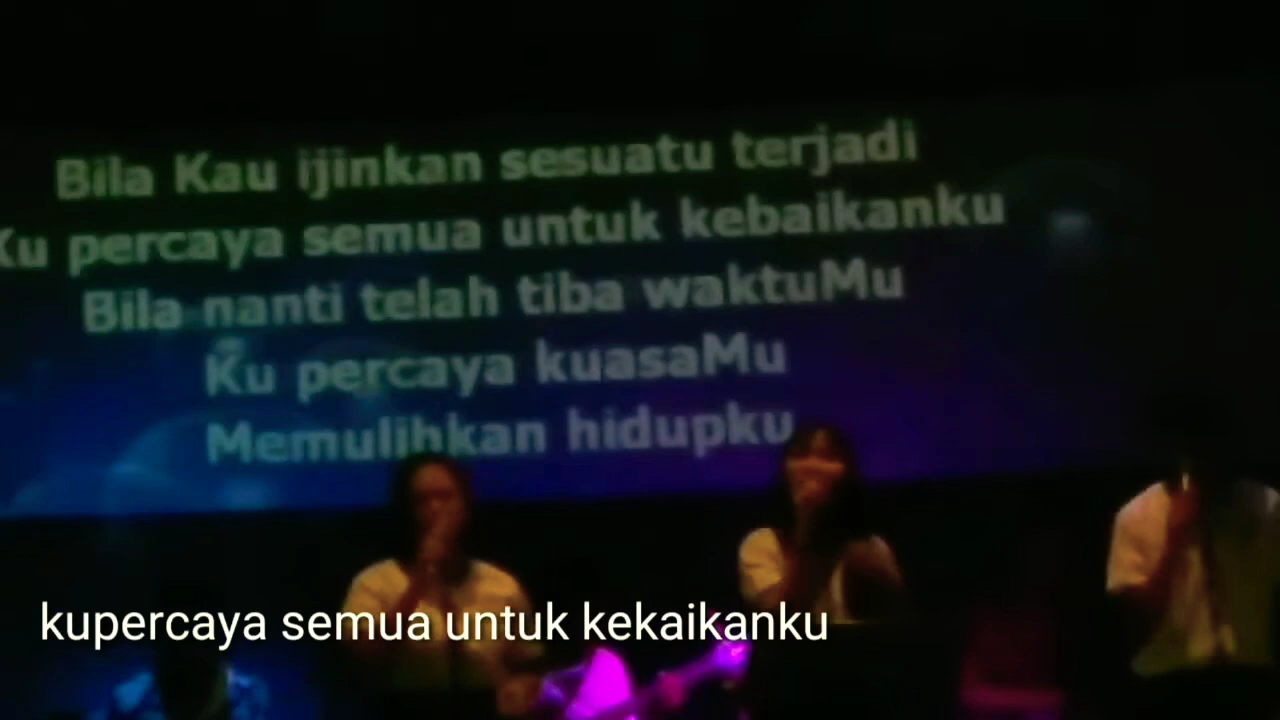 Bila Kau ijinkan sesuatu terjadi
Ku percaya semua untuk kebaikanku
Bila nanti telah tiba waktuMu
Ku percaya kuasaMu
Memulihkan hidupku
kupercaya semua untuk kekaikanku